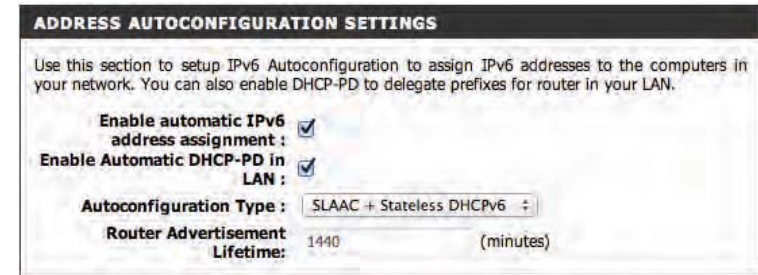 ADDRESS AUTOCONFIGURATION SETTINGS
Use this section to setup IPv6 Autoconfiguration to assign IPv6 addresses to the computers in
your network. You can also enable DHCP-PD to delegate prefixes for router in your LAN.
Enable automatic IPv6
address assignment :
Enable Automatic DHCP-PD in
LAN :
Autoconfiguration Type : SLAAC + Stateless DHCPv6
Router Advertisement
Lifetime: 1440 (minutes)